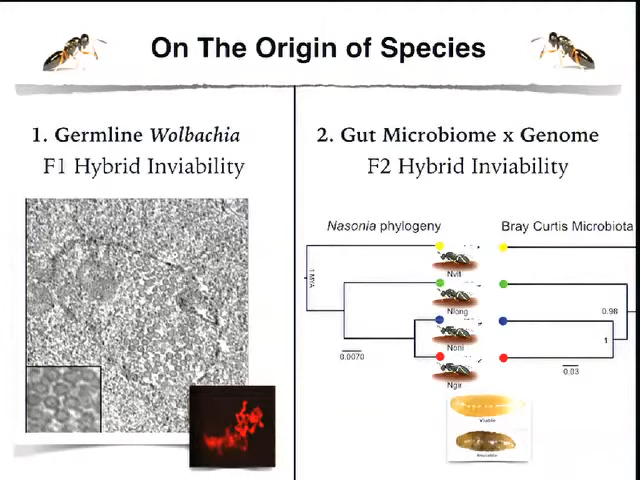 On The Origin of Species
1. Germline Wolbachia
F1 Hybrid Inviability
2. Gut Microbiome x Genome
F2 Hybrid Inviability
Nasonia phylogeny
Bray Curtis Microbiota
1 MYA
Nvit
Nlong
Noni
Ngir
0.0070
0.98
1
0.03
Viable
Inviable